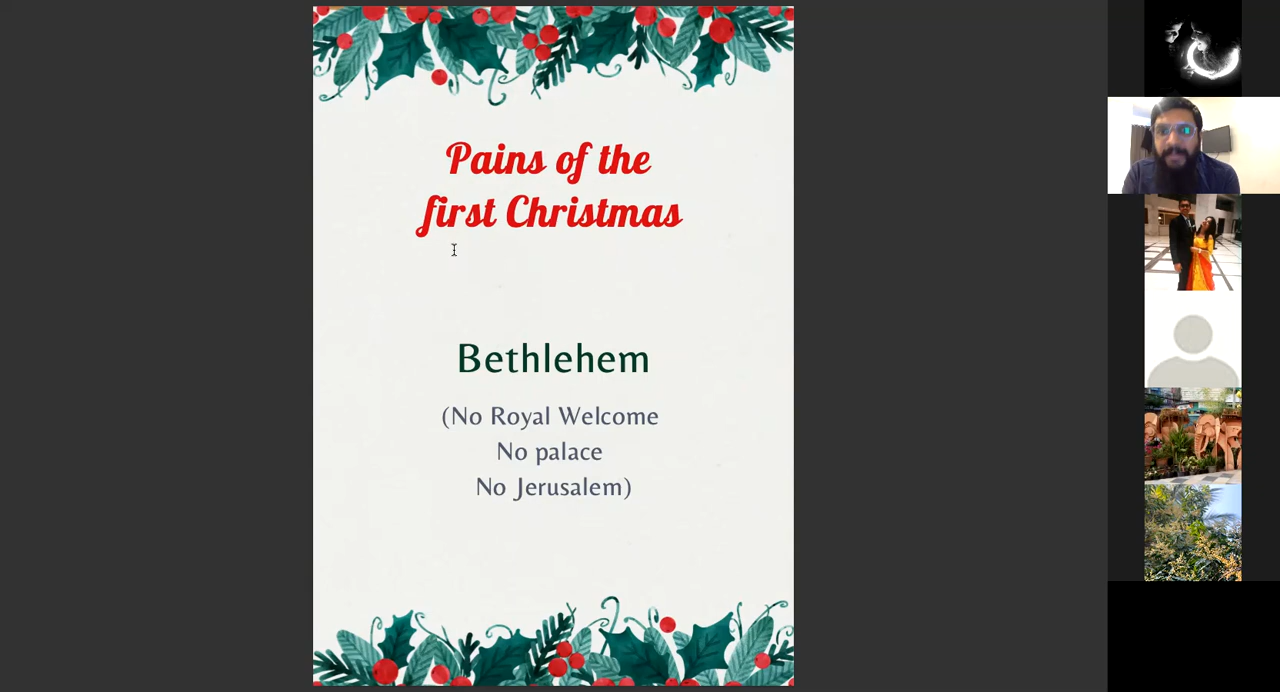 Pains of the
first Christmas
Bethlehem
(No Royal Welcome
No palace
No Jerusalem)